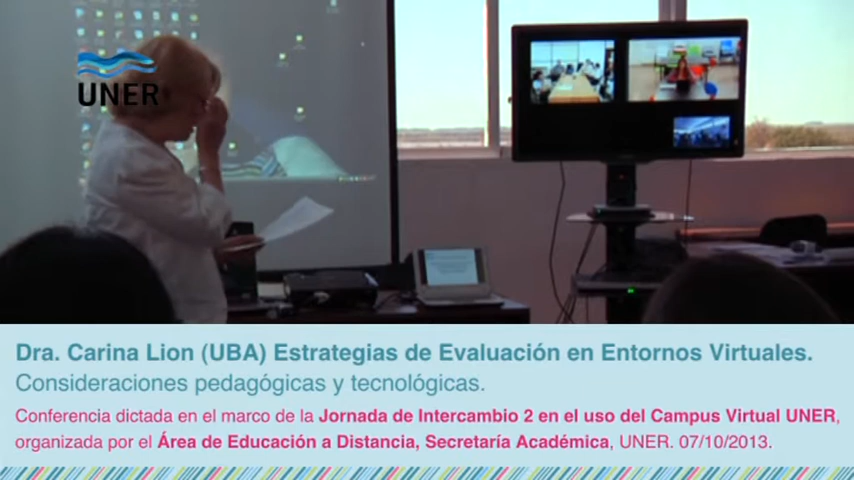 UNER
Dra. Carina Lion (UBA) Estrategias de Evaluación en Entornos Virtuales.
Consideraciones pedagógicas y tecnológicas.
Conferencia dictada en el marco de la Jornada de Intercambio 2 en el uso del Campus Virtual UNER,
organizada por el Área de Educación a Distancia, Secretaría Académica, UNER. 07/10/2013.